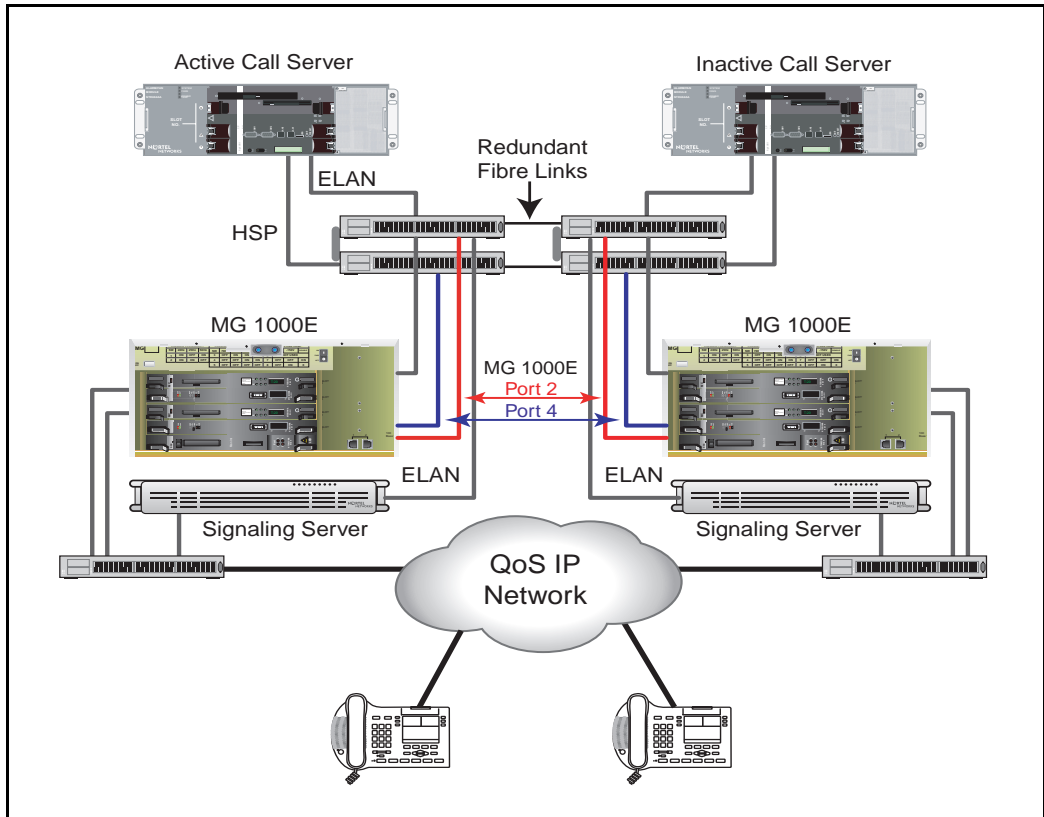 Active Call Server
Inactive Call Server
Redundant
Fibre Links
ELAN
HSP
MG 1000E
MG 1000E
MG 1000E
Port 2
Port 4
ELAN
ELAN
Signaling Server
Signaling Server
QoS IP
Network